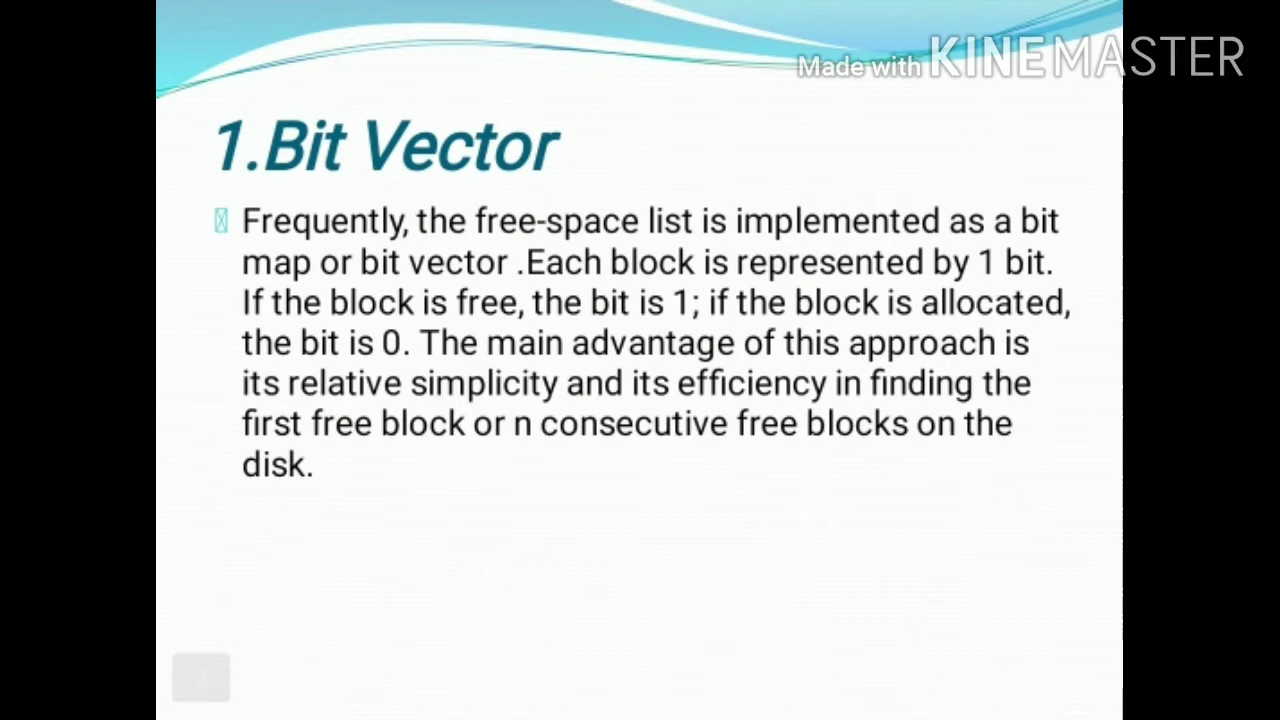 Made with KINEMASTER
1.Bit Vector
Frequently, the free-space list is implemented as a bit
map or bit vector .Each block is represented by 1 bit.
If the block is free, the bit is 1; if the block is allocated,
the bit is 0. The main advantage of this approach is
its relative simplicity and its efficiency in finding the
first free block or n consecutive free blocks on the
disk.